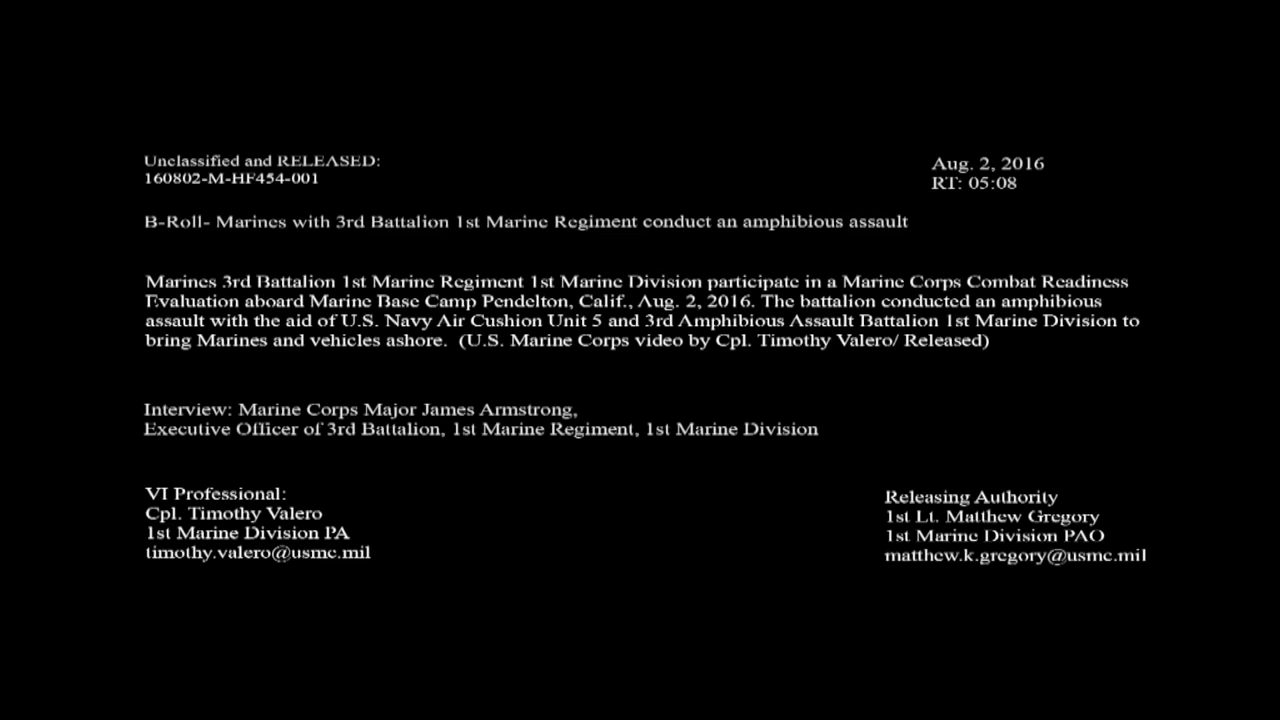 Unclassified and RELEASED:
160802-M-HF454-001
Aug. 2, 2016
RT: 05:08
B-Roll- Marines with 3rd Battalion 1st Marine Regiment conduct an amphibious assault
Marines 3rd Battalion 1st Marine Regiment 1st Marine Division participate in a Marine Corps Combat Readiness
Evaluation aboard Marine Base Camp Pendelton, Calif., Aug. 2, 2016. The battalion conducted an amphibious
assault with the aid of U.S. Navy Air Cushion Unit 5 and 3rd Amphibious Assault Battalion 1st Marine Division to
bring Marines and vehicles ashore.  (U.S. Marine Corps video by Cpl. Timothy Valero/ Released)
Interview: Marine Corps Major James Armstrong,
Executive Officer of 3rd Battalion, 1st Marine Regiment, 1st Marine Division
VI Professional:
Cpl. Timothy Valero
1st Marine Division PA
timothy.valero@usmc.mil
Releasing Authority
1st Lt. Matthew Gregory
1st Marine Division PAO
matthew.k.gregory@usmc.mil